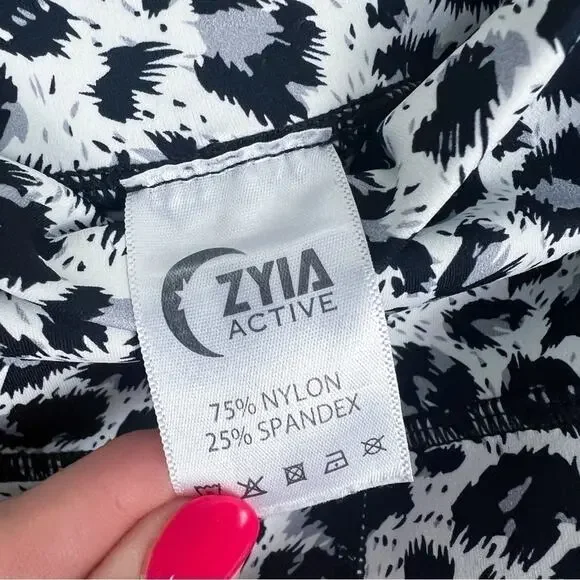 ZYIA
ACTIVE
75% NYLON
25% SPANDEX